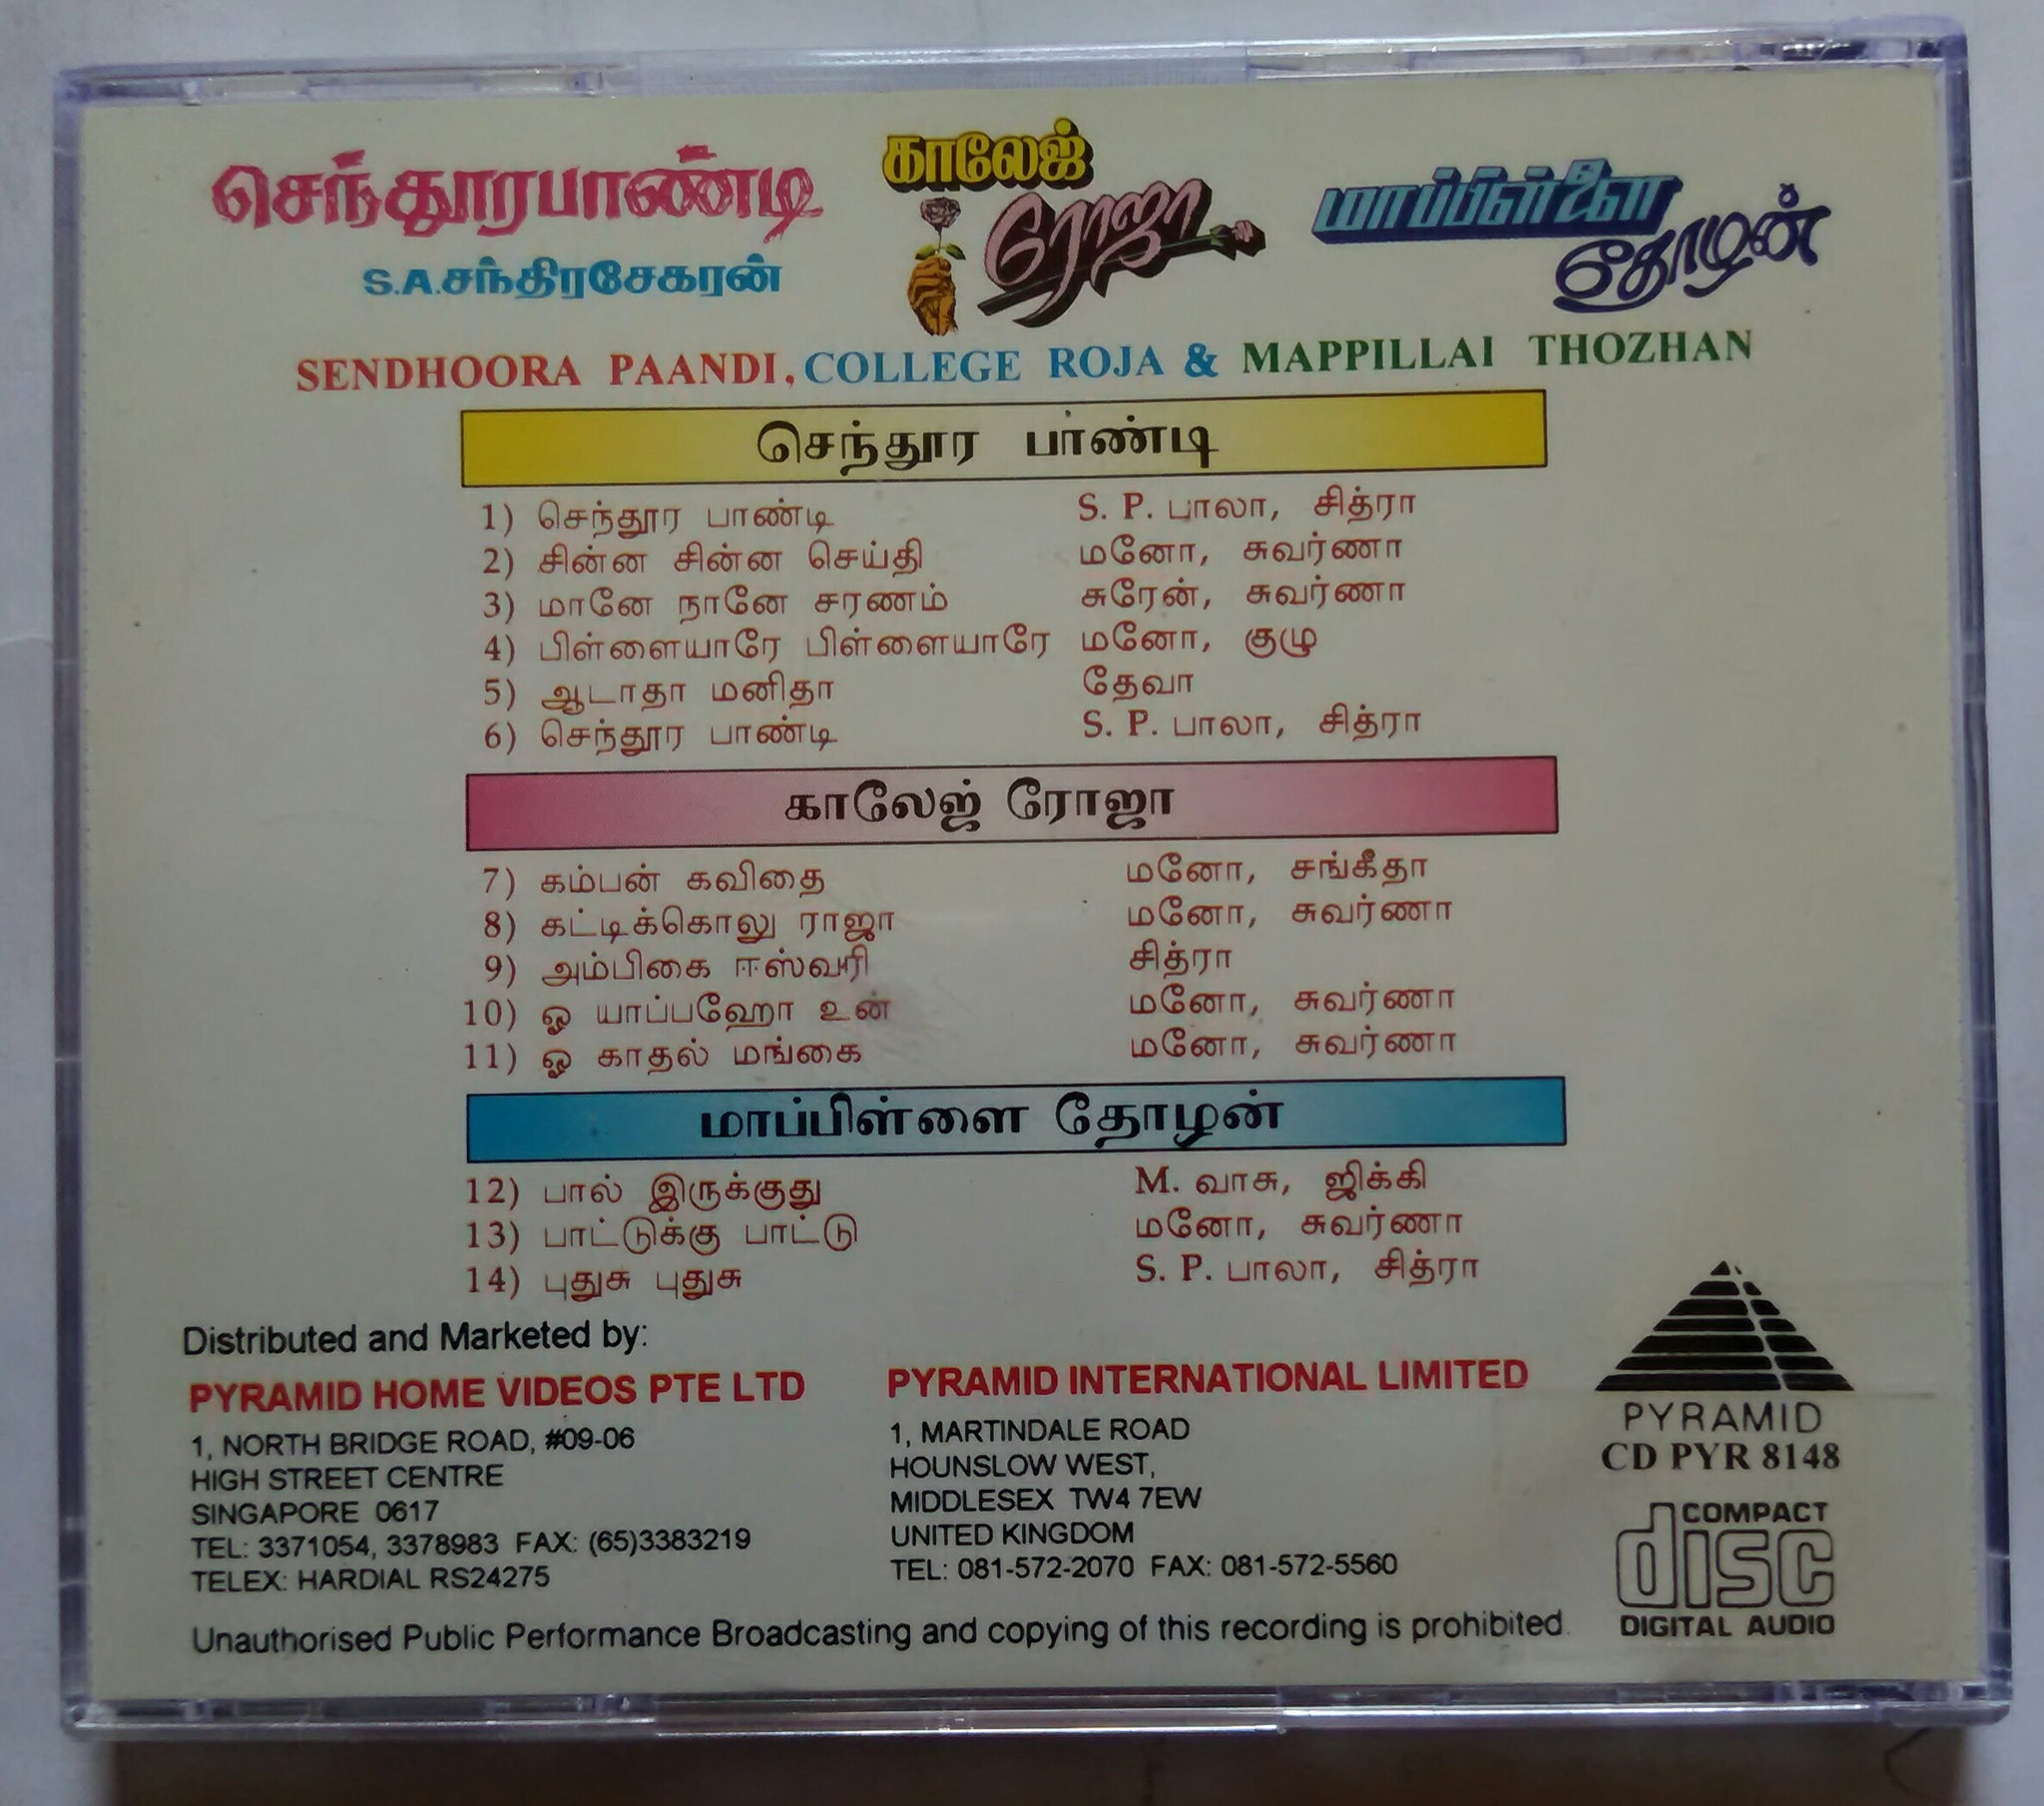 செந்தூரபாண்டி
S.A.சந்திரசேகரன்
காலேஜ்
ரோஜா
மாப்பிள்ளை
தோழன்
SENDHOORA PAANDI, COLLEGE ROJA & MAPPILLAI THOZHAN
செந்தூர பாண்டி
1) செந்தூர பாண்டி S. P. பாலா, சித்ரா
2) சின்ன சின்ன செய்தி மனோ, சுவர்ணா
3) மானே நானே சரணம் சுரேன், சுவர்ணா
4) பிள்ளையாரே பிள்ளையாரே மனோ, குழு
5) ஆடாதா மனிதா தேவா
6) செந்தூர பாண்டி S. P. பாலா, சித்ரா
காலேஜ் ரோஜா
7) கம்பன் கவிதை மனோ, சங்கீதா
8) கட்டிக்கொலு ராஜா மனோ, சுவர்ணா
9) அம்பிகை ஈஸ்வரி சித்ரா
10) ஓ யாப்பஹோ உன் மனோ, சுவர்ணா
11) ஓ காதல் மங்கை மனோ, சுவர்ணா
மாப்பிள்ளை தோழன்
12) பால் இருக்குது M. வாசு, ஜிக்கி
13) பாட்டுக்கு பாட்டு மனோ, சுவர்ணா
14) புதுசு புதுசு S. P. பாலா, சித்ரா
Distributed and Marketed by:
PYRAMID HOME VIDEOS PTE LTD
1, NORTH BRIDGE ROAD, #09-06
HIGH STREET CENTRE
SINGAPORE 0617
TEL: 3371054, 3378983 FAX: (65)3383219
TELEX: HARDIAL RS24275
PYRAMID INTERNATIONAL LIMITED
1, MARTINDALE ROAD
HOUNSLOW WEST,
MIDDLESEX TW4 7EW
UNITED KINGDOM
TEL: 081-572-2070 FAX: 081-572-5560
PYRAMID
CD PYR 8148
COMPACT
disc
DIGITAL AUDIO
Unauthorised Public Performance Broadcasting and copying of this recording is prohibited.